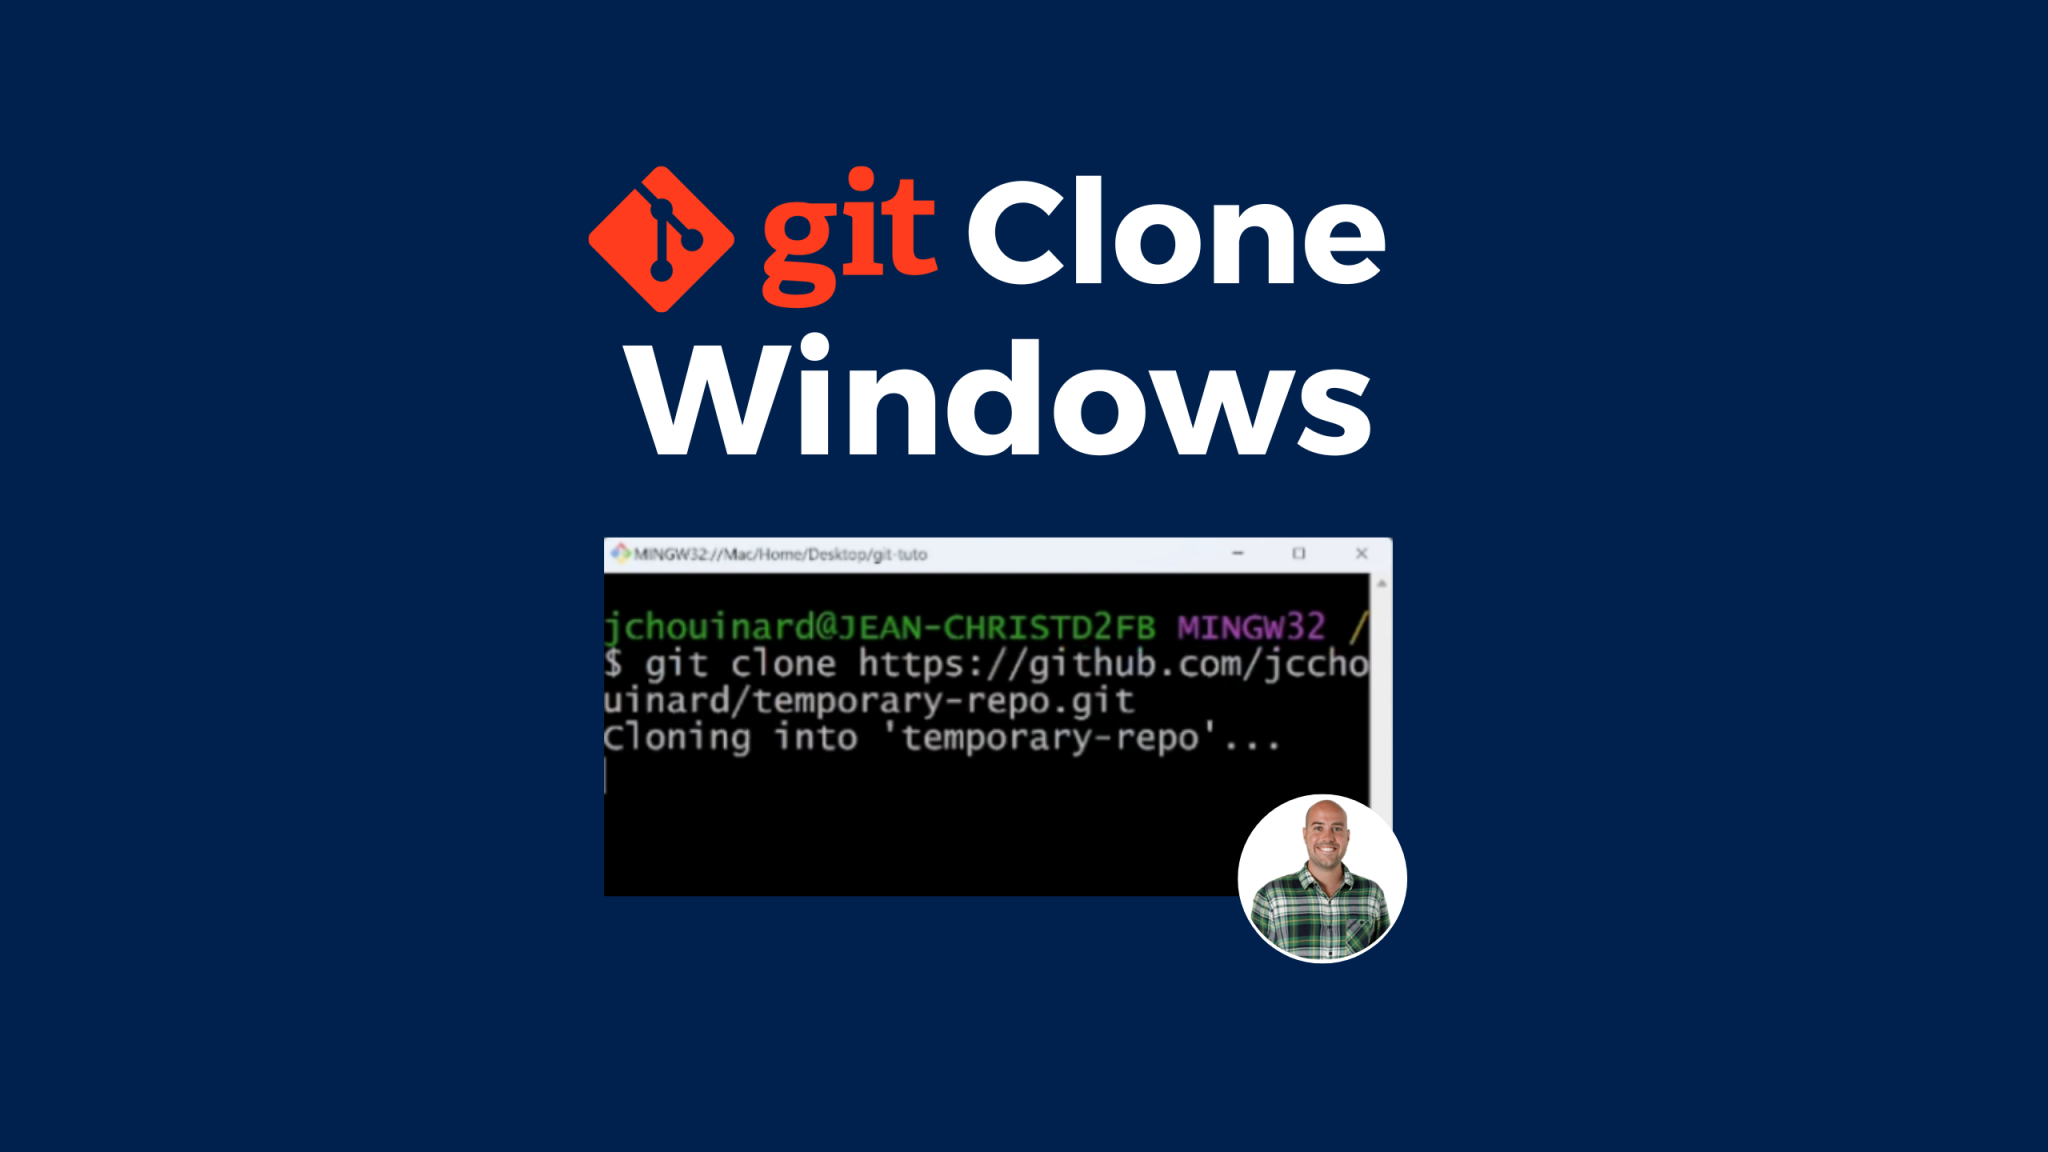 git Clone
Windows
MINGW32://Mac/Home/Desktop/git-tuto
jchouinard@JEAN-CHRISTD2FB MINGW32 /
$ git clone https://github.com/jccho
uinard/temporary-repo.git
Cloning into 'temporary-repo'...